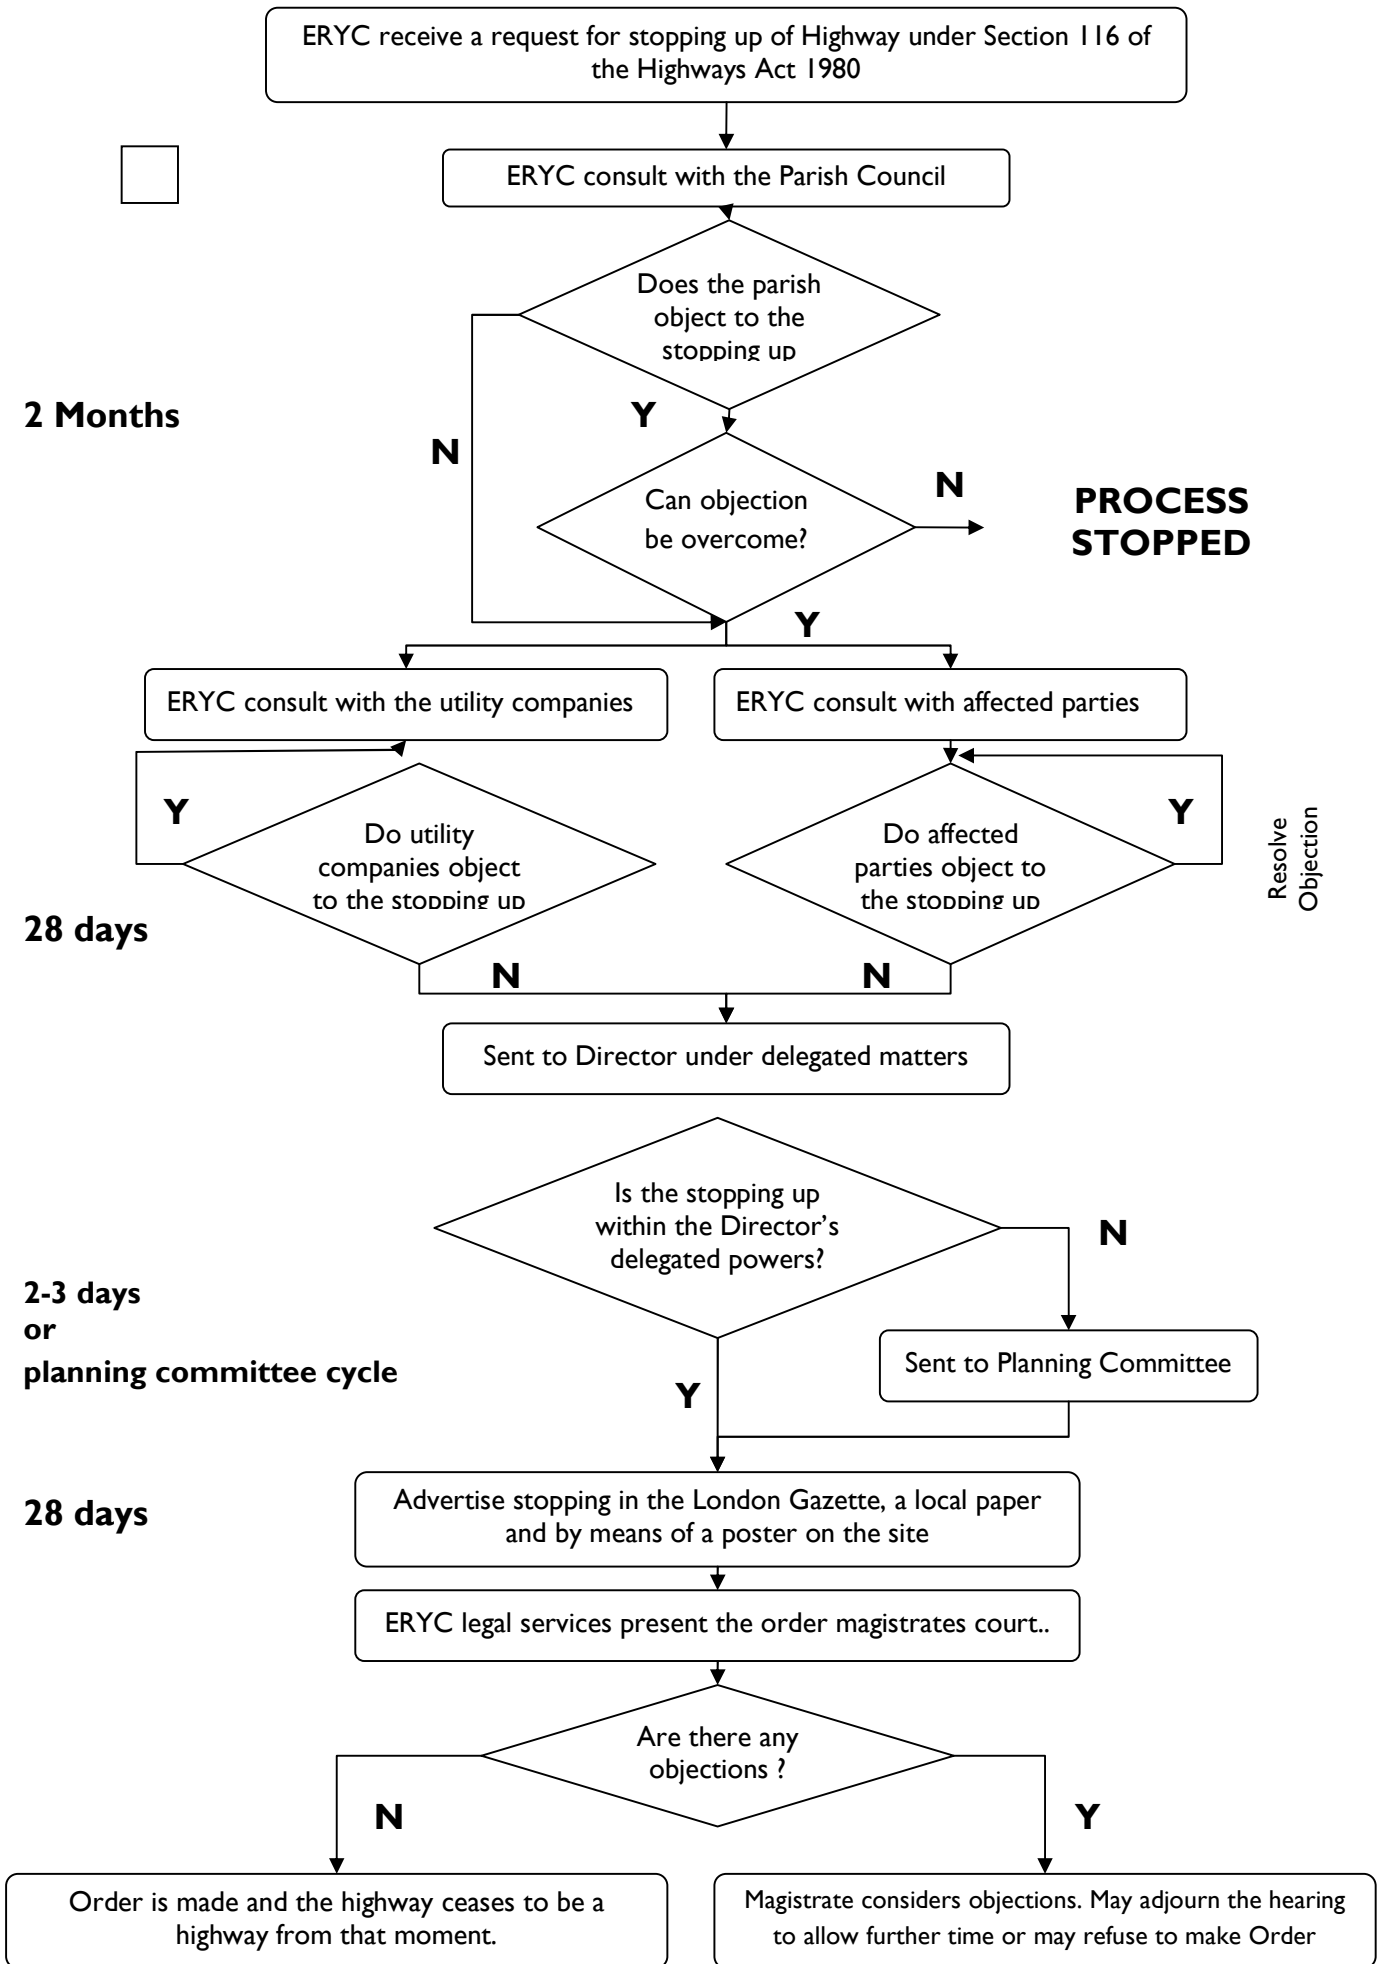 ERYC receive a request for stopping up of Highway under Section 116 of
the Highways Act 1980
ERYC consult with the Parish Council
Does the parish
object to the
stopping up
2 Months
Y
N
Can objection
be overcome?
N
PROCESS
STOPPED
Y
ERYC consult with the utility companies
ERYC consult with affected parties
Y
Do utility
companies object
to the stopping up
Do affected
parties object to
the stopping up
Y
Resolve
Objection
28 days
N
N
Sent to Director under delegated matters
Is the stopping up
within the Director's
delegated powers?
N
2-3 days
or
planning committee cycle
Sent to Planning Committee
Y
28 days
Advertise stopping in the London Gazette, a local paper
and by means of a poster on the site
ERYC legal services present the order magistrates court..
Are there any
objections ?
N
Y
Order is made and the highway ceases to be a
highway from that moment.
Magistrate considers objections. May adjourn the hearing
to allow further time or may refuse to make Order